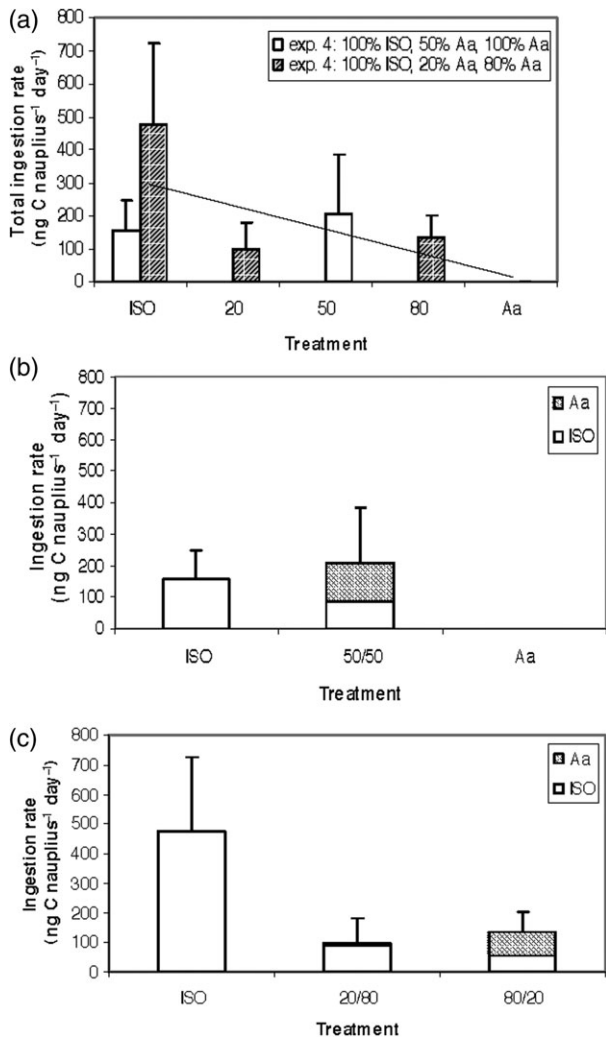 (a)
800
700
600
500
400
300
200
100
0
Total ingestion rate
(ng C nauplius⁻¹ day⁻¹)
exp. 4: 100% ISO, 50% Aa, 100% Aa
exp. 4: 100% ISO, 20% Aa, 80% Aa
ISO 20 50 80 Aa
Treatment
(b)
800
700
600
500
400
300
200
100
0
Ingestion rate
(ng C nauplius⁻¹ day⁻¹)
Aa
ISO
ISO 50/50 Aa
Treatment
(c)
800
700
600
500
400
300
200
100
0
Ingestion rate
(ng C nauplius⁻¹ day⁻¹)
Aa
ISO
ISO 20/80 80/20
Treatment